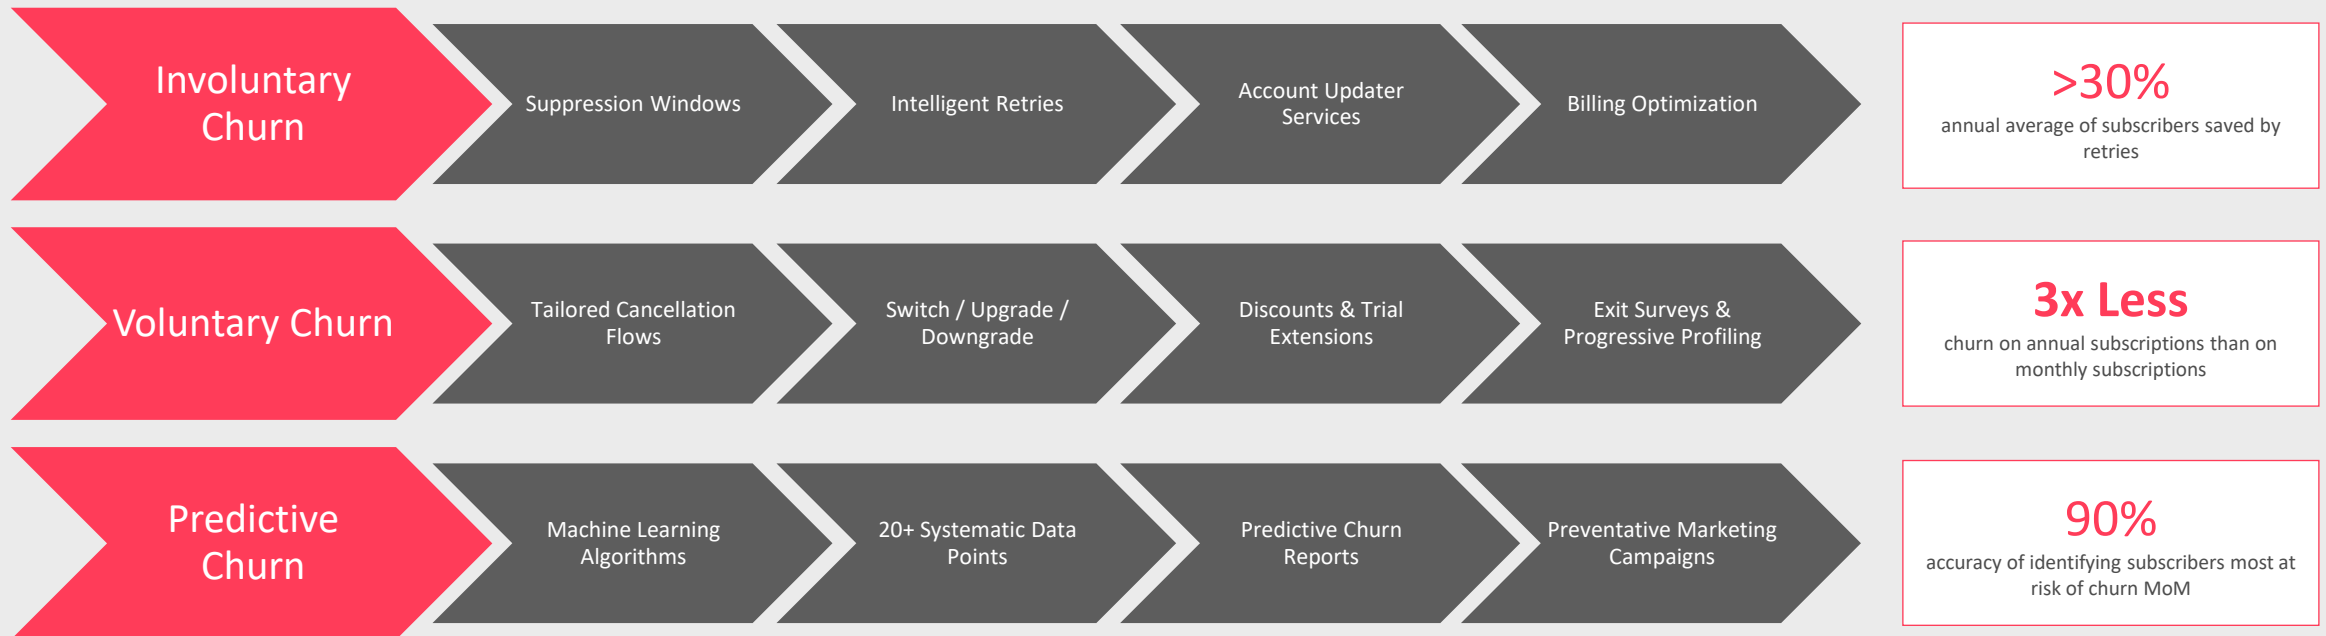 Involuntary
Churn
Suppression Windows
Intelligent Retries
Account Updater
Services
Billing Optimization
>30%
annual average of subscribers saved by
retries
Voluntary Churn
Tailored Cancellation
Flows
Switch / Upgrade /
Downgrade
Discounts & Trial
Extensions
Exit Surveys &
Progressive Profiling
3x Less
churn on annual subscriptions than on
monthly subscriptions
Predictive
Churn
Machine Learning
Algorithms
20+ Systematic Data
Points
Predictive Churn
Reports
Preventative Marketing
Campaigns
90%
accuracy of identifying subscribers most at
risk of churn MoM